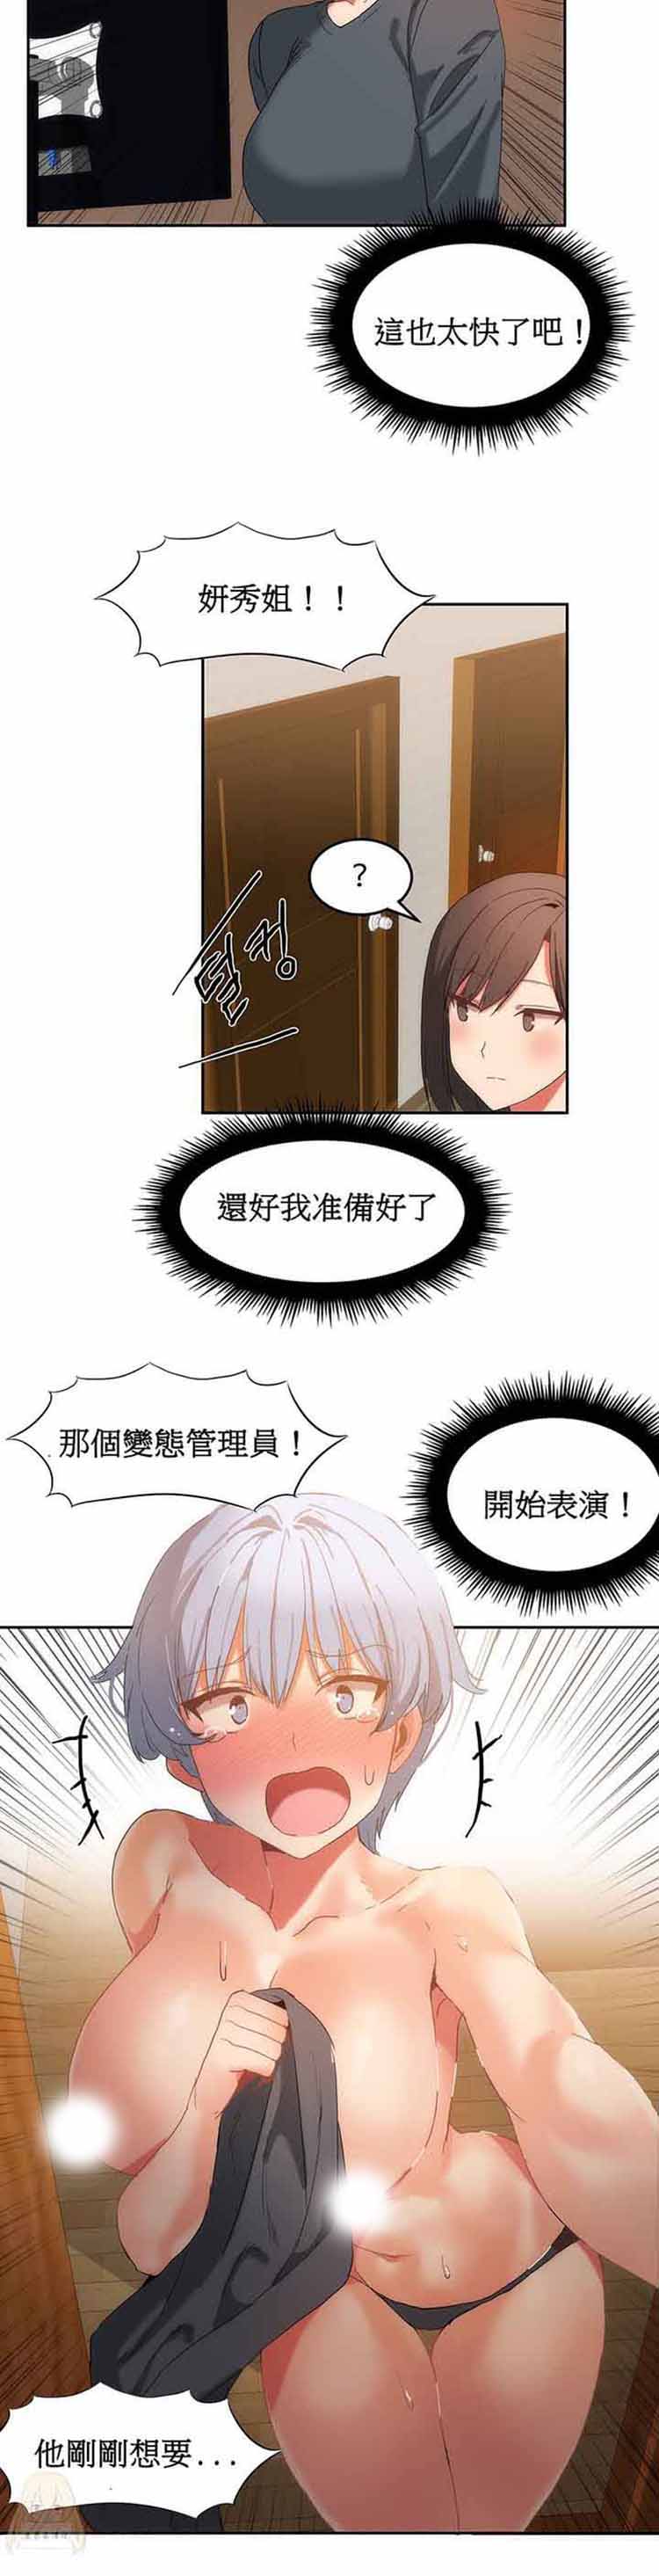 這也太快了吧！
妍秀姐！！
？
덜컹
還好我准備好了
那個變態管理員！
開始表演！
他剛剛想要...